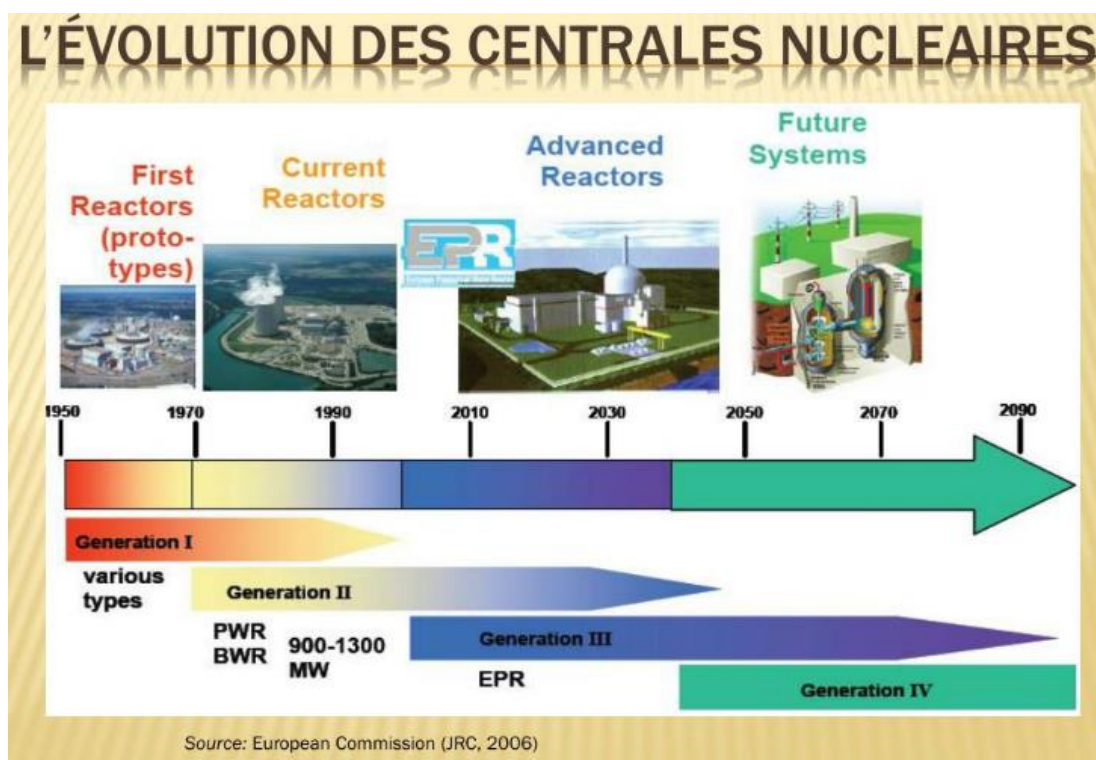 L'ÉVOLUTION DES CENTRALES NUCLEAIRES
First
Reactors
(proto-
types)
Current
Reactors
Advanced
Reactors
Future
Systems
EPR
1950 1970 1990 2010 2030 2050 2070 2090
Generation I
various
types
Generation II
PWR
BWR
900-1300
MW
Generation III
EPR
Generation IV
Source: European Commission (JRC, 2006)